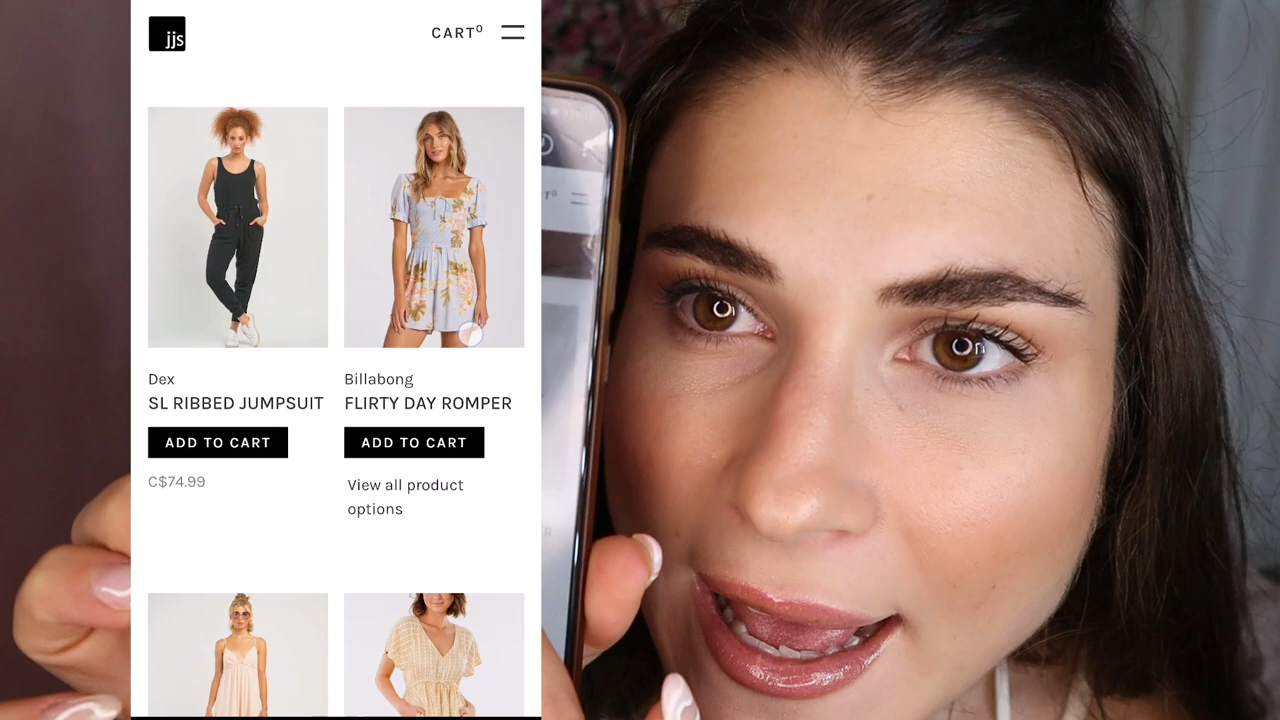 jjs
CART⁰
Dex
SL RIBBED JUMPSUIT
ADD TO CART
C$74.99
Billabong
FLIRTY DAY ROMPER
ADD TO CART
View all product
options